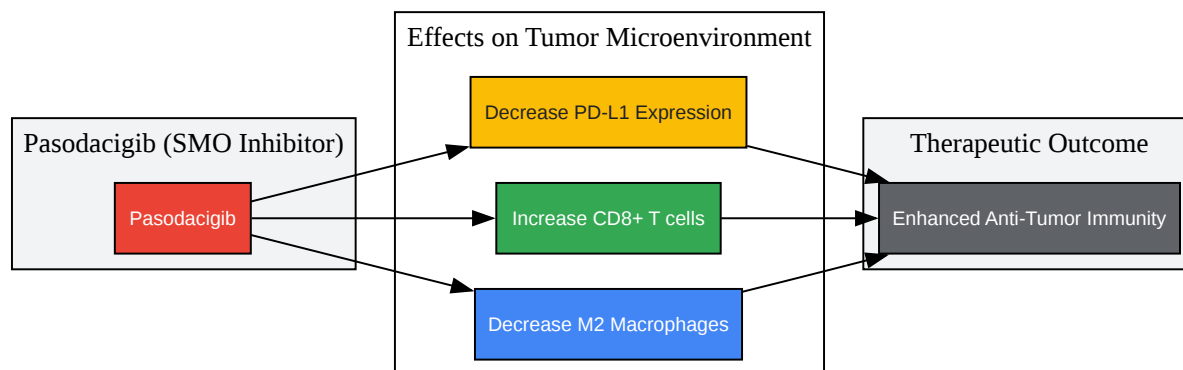 Effects on Tumor Microenvironment
Decrease PD-L1 Expression
Pasodacigib (SMO Inhibitor)
Therapeutic Outcome
Pasodacigib
Increase CD8+ T cells
Enhanced Anti-Tumor Immunity
Decrease M2 Macrophages